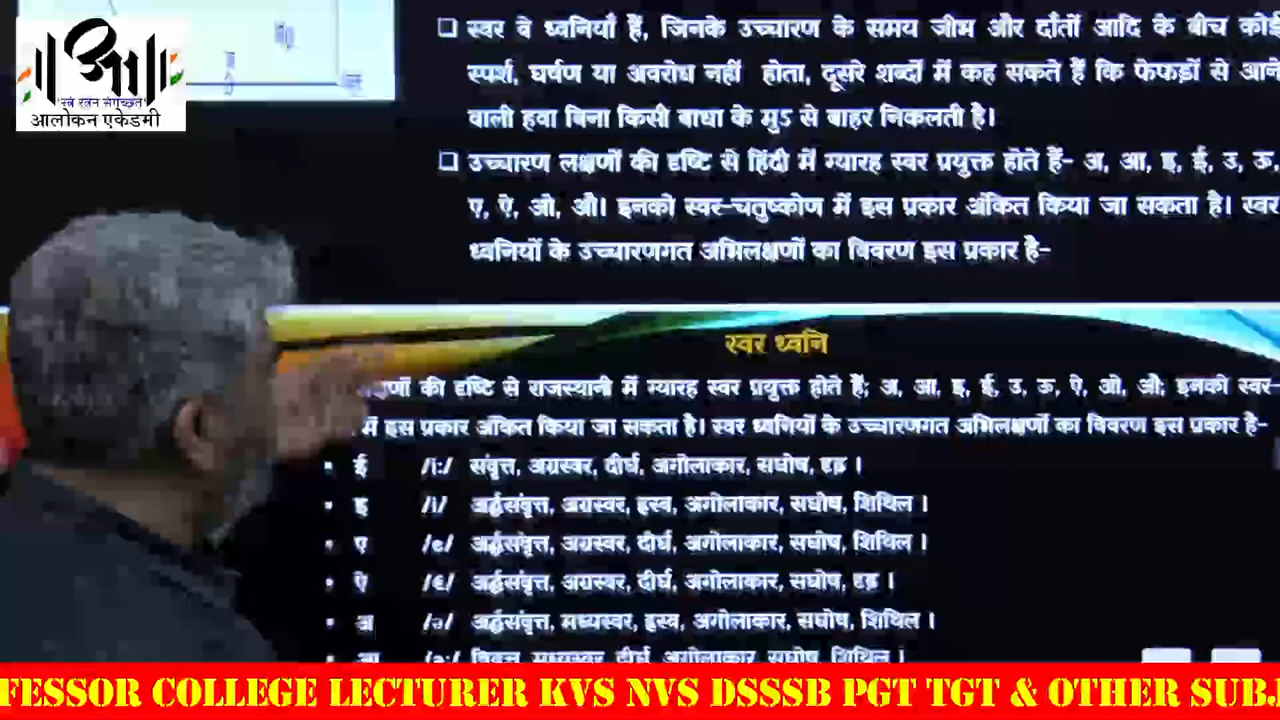 आलोकन एकेडमी
❑ स्वर वे ध्वनियाँ हैं, जिनके उच्चारण के समय जीभ और दाँतों आदि के बीच कोई
स्पर्श, घर्षण या अवरोध नहीं होता, दूसरे शब्दों में कह सकते हैं कि फेफड़ों से आने
वाली हवा बिना किसी बाधा के मुS से बाहर निकलती है।
❑ उच्चारण लक्षणों की दृष्टि से हिंदी में ग्यारह स्वर प्रयुक्त होते हैं- अ, आ, इ, ई, उ, ऊ,
ए, ऐ, ओ, औ। इनको स्वर-चतुष्कोण में इस प्रकार अंकित किया जा सकता है। स्वर
ध्वनियों के उच्चारणगत अभिलक्षणों का विवरण इस प्रकार है-
स्वर ध्वनि
की दृष्टि से राजस्थानी में ग्यारह स्वर प्रयुक्त होते हैं; अ, आ, इ, ई, उ, ऊ, ऐ, ओ, औ; इनको स्वर-
में इस प्रकार अंकित किया जा सकता है। स्वर ध्वनियों के उच्चारणगत अभिलक्षणों का विवरण इस प्रकार है-
• ई /i:/ संवृत्त, अग्रस्वर, दीर्घ, अगोलाकार, सघोष, दृढ़ ।
• इ /i/ अर्द्धसंवृत्त, अग्रस्वर, ह्रस्व, अगोलाकार, सघोष, शिथिल ।
• ए /e/ अर्द्धसंवृत्त, अग्रस्वर, दीर्घ, अगोलाकार, सघोष, शिथिल ।
• ऐ /ɛ/ अर्द्धसंवृत्त, अग्रस्वर, दीर्घ, अगोलाकार, सघोष, दृढ़ ।
• अ /ə/ अर्द्धसंवृत्त, मध्यस्वर, ह्रस्व, अगोलाकार, सघोष, शिथिल ।
मध्यस्वर, दीर्घ, अगोलाकार, सघोष, शिथिल ।
FESSOR COLLEGE LECTURER KVS NVS DSSSB PGT TGT & OTHER SUBJ